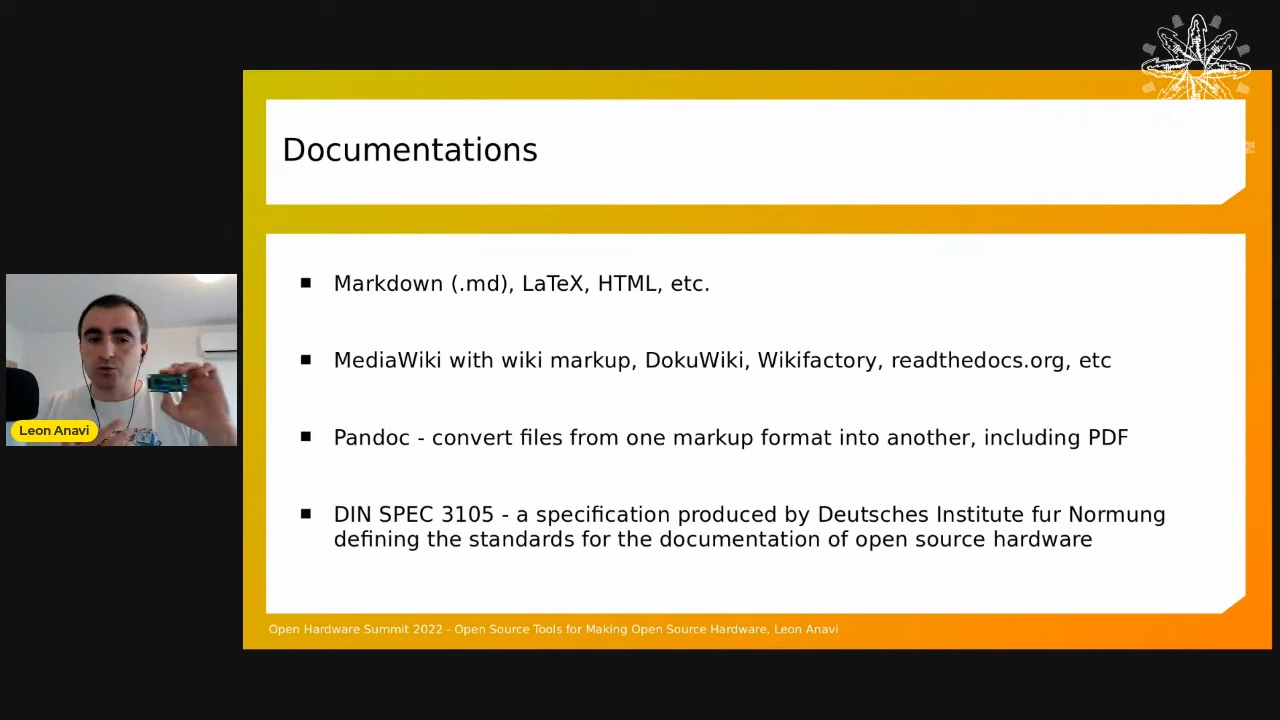 Documentations
Markdown (.md), LaTeX, HTML, etc.
MediaWiki with wiki markup, DokuWiki, Wikifactory, readthedocs.org, etc
Pandoc - convert files from one markup format into another, including PDF
DIN SPEC 3105 - a specification produced by Deutsches Institute fur Normung
defining the standards for the documentation of open source hardware
Leon Anavi
Open Hardware Summit 2022 - Open Source Tools for Making Open Source Hardware, Leon Anavi